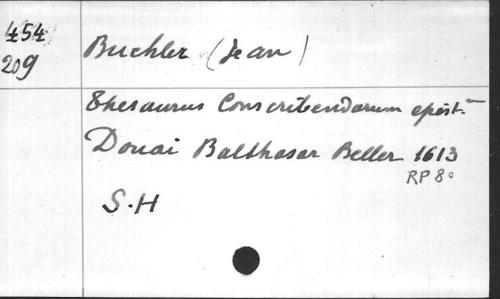 454
209
Buchler (Jean)
Thesaurus Conscribendarum epist.
Douai Balthasar Beller 1613
RP 8°
S.H